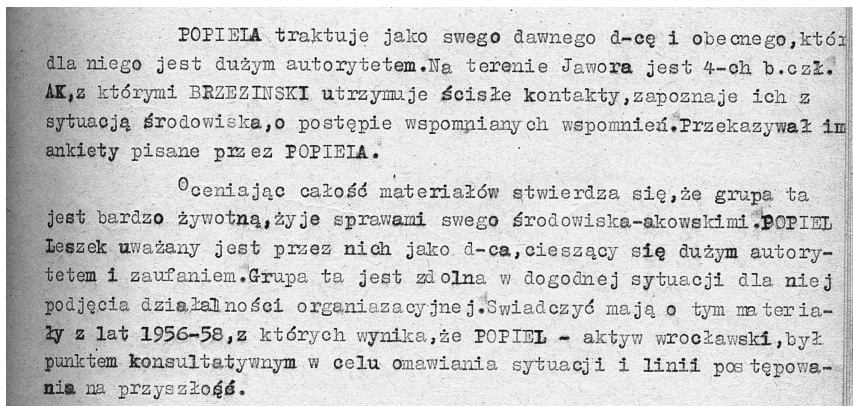 POPIELA traktuje jako swego dawnego d-cę i obecnego,któr
dla niego jest dużym autorytetem.Na terenie Jawora jest 4-ch b.czł.
AK,z którymi BRZEZINSKI utrzymuje ścisłe kontakty,zapoznaje ich z
sytuacją środowiska,o postępie wspomnianych wspomnień.Przekazywał im
ankiety pisane przez POPIELA.
Oceniając całość materiałów stwierdza się,że grupa ta
jest bardzo żywotną,żyje sprawami swego środowiska-akowskimi.POPIEL
Leszek uważany jest przez nich jako d-ca,cieszący się dużym autory-
tetem i zaufaniem.Grupa ta jest zdolna w dogodnej sytuacji dla niej
podjęcia działalności organiazacyjnej.Swiadczyć mają o tym materia-
ły z lat 1956-58,z których wynika,że POPIEL - aktyw wrocławski,był
punktem konsultatywnym w celu omawiania sytuacji i linii postępowa-
nia na przyszłość.